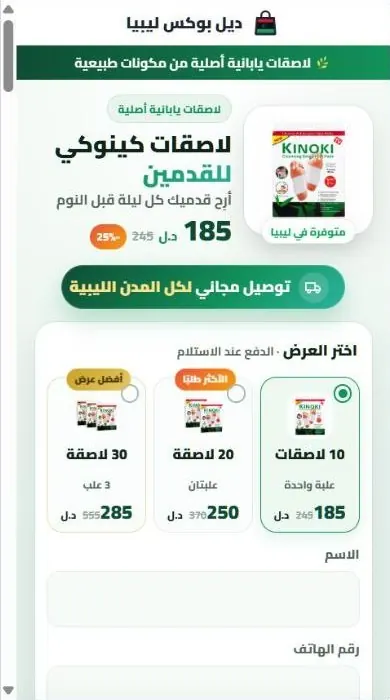 ديل بوكس ليبيا
لاصقات يابانية أصلية من مكونات طبيعية
لاصقات يابانية أصلية
لاصقات كينوكي
للقدمين
أرح قدميك كل ليلة قبل النوم
185 د.ل 245 -25%
KINOKI
متوفرة في ليبيا
توصيل مجاني لكل المدن الليبية
اختر العرض · الدفع عند الاستلام
10 لاصقات
علبة واحدة
185 245 د.ل
الأكثر طلبًا
20 لاصقة
علبتان
250 370 د.ل
أفضل عرض
30 لاصقة
3 علب
285 555 د.ل
الاسم
رقم الهاتف